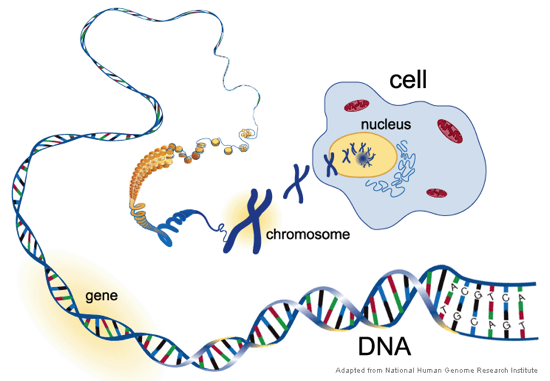 cell
nucleus
chromosome
gene
A C G T C A
T G C A G T
DNA
Adapted from National Human Genome Research Institute